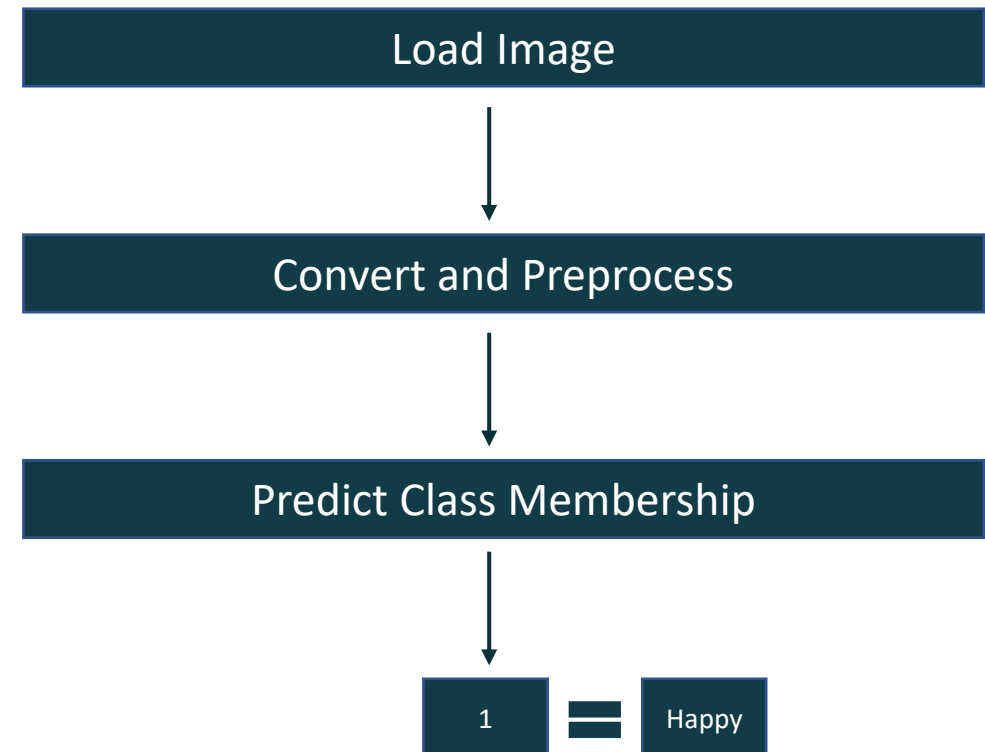 Load Image
Convert and Preprocess
Predict Class Membership
1 = Happy